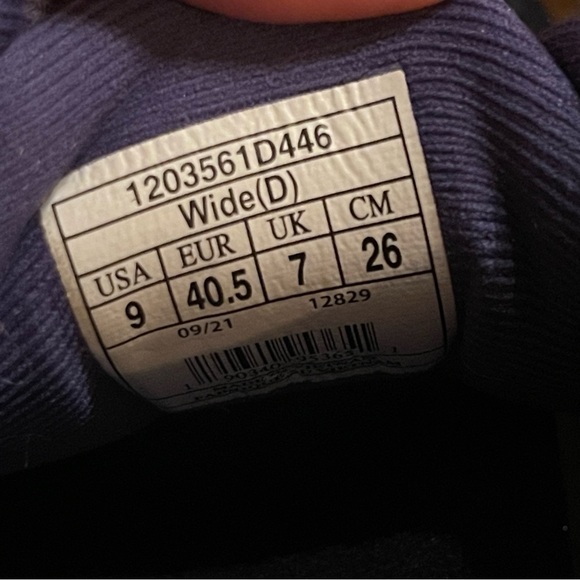 1203561D446
Wide(D)
USA EUR UK CM
9 40.5 7 26
09/21 12829